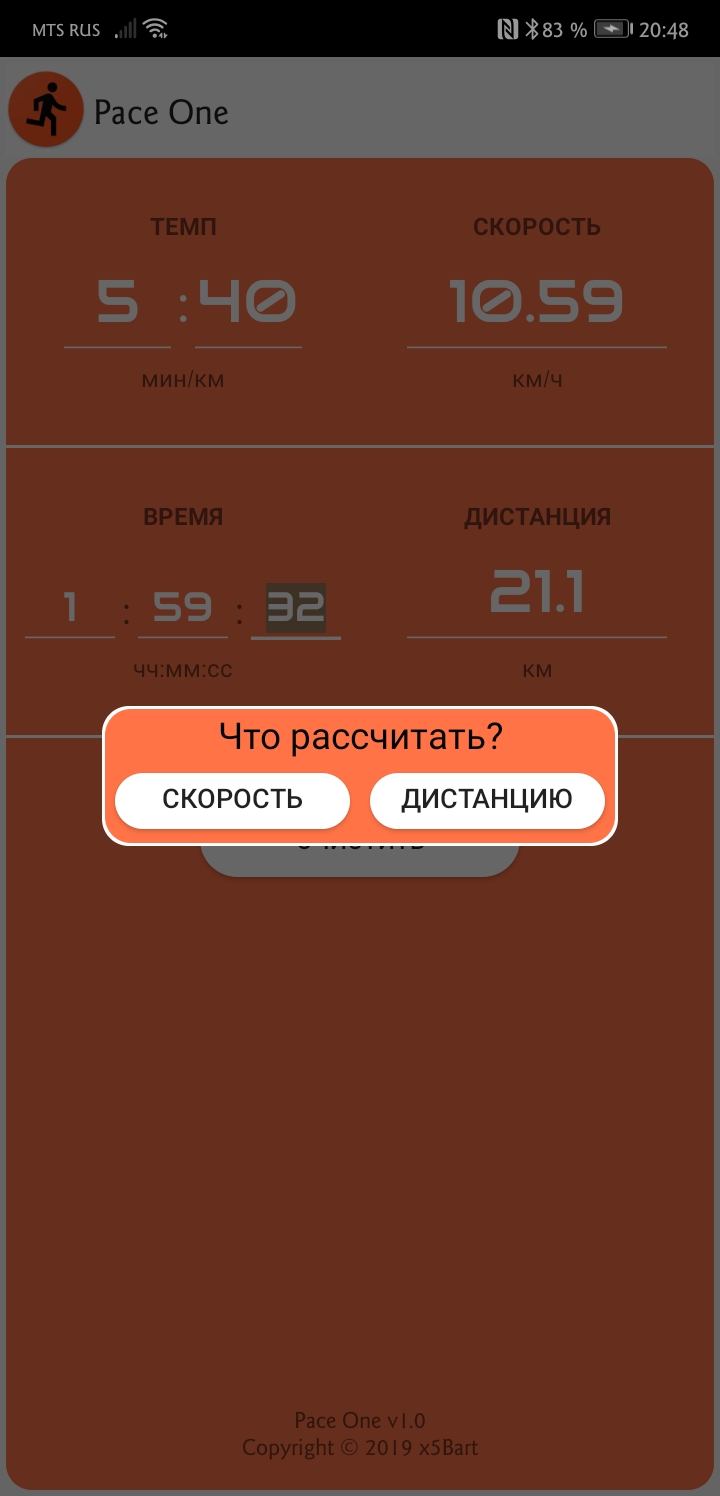 MTS RUS 83 % 20:48
Pace One
ТЕМП СКОРОСТЬ
5 : 40 10.59
мин/км км/ч
ВРЕМЯ ДИСТАНЦИЯ
1 : 59 : 32 21.1
чч:мм:сс км
Что рассчитать?
СКОРОСТЬ ДИСТАНЦИЮ
Pace One v1.0
Copyright © 2019 x5Bart